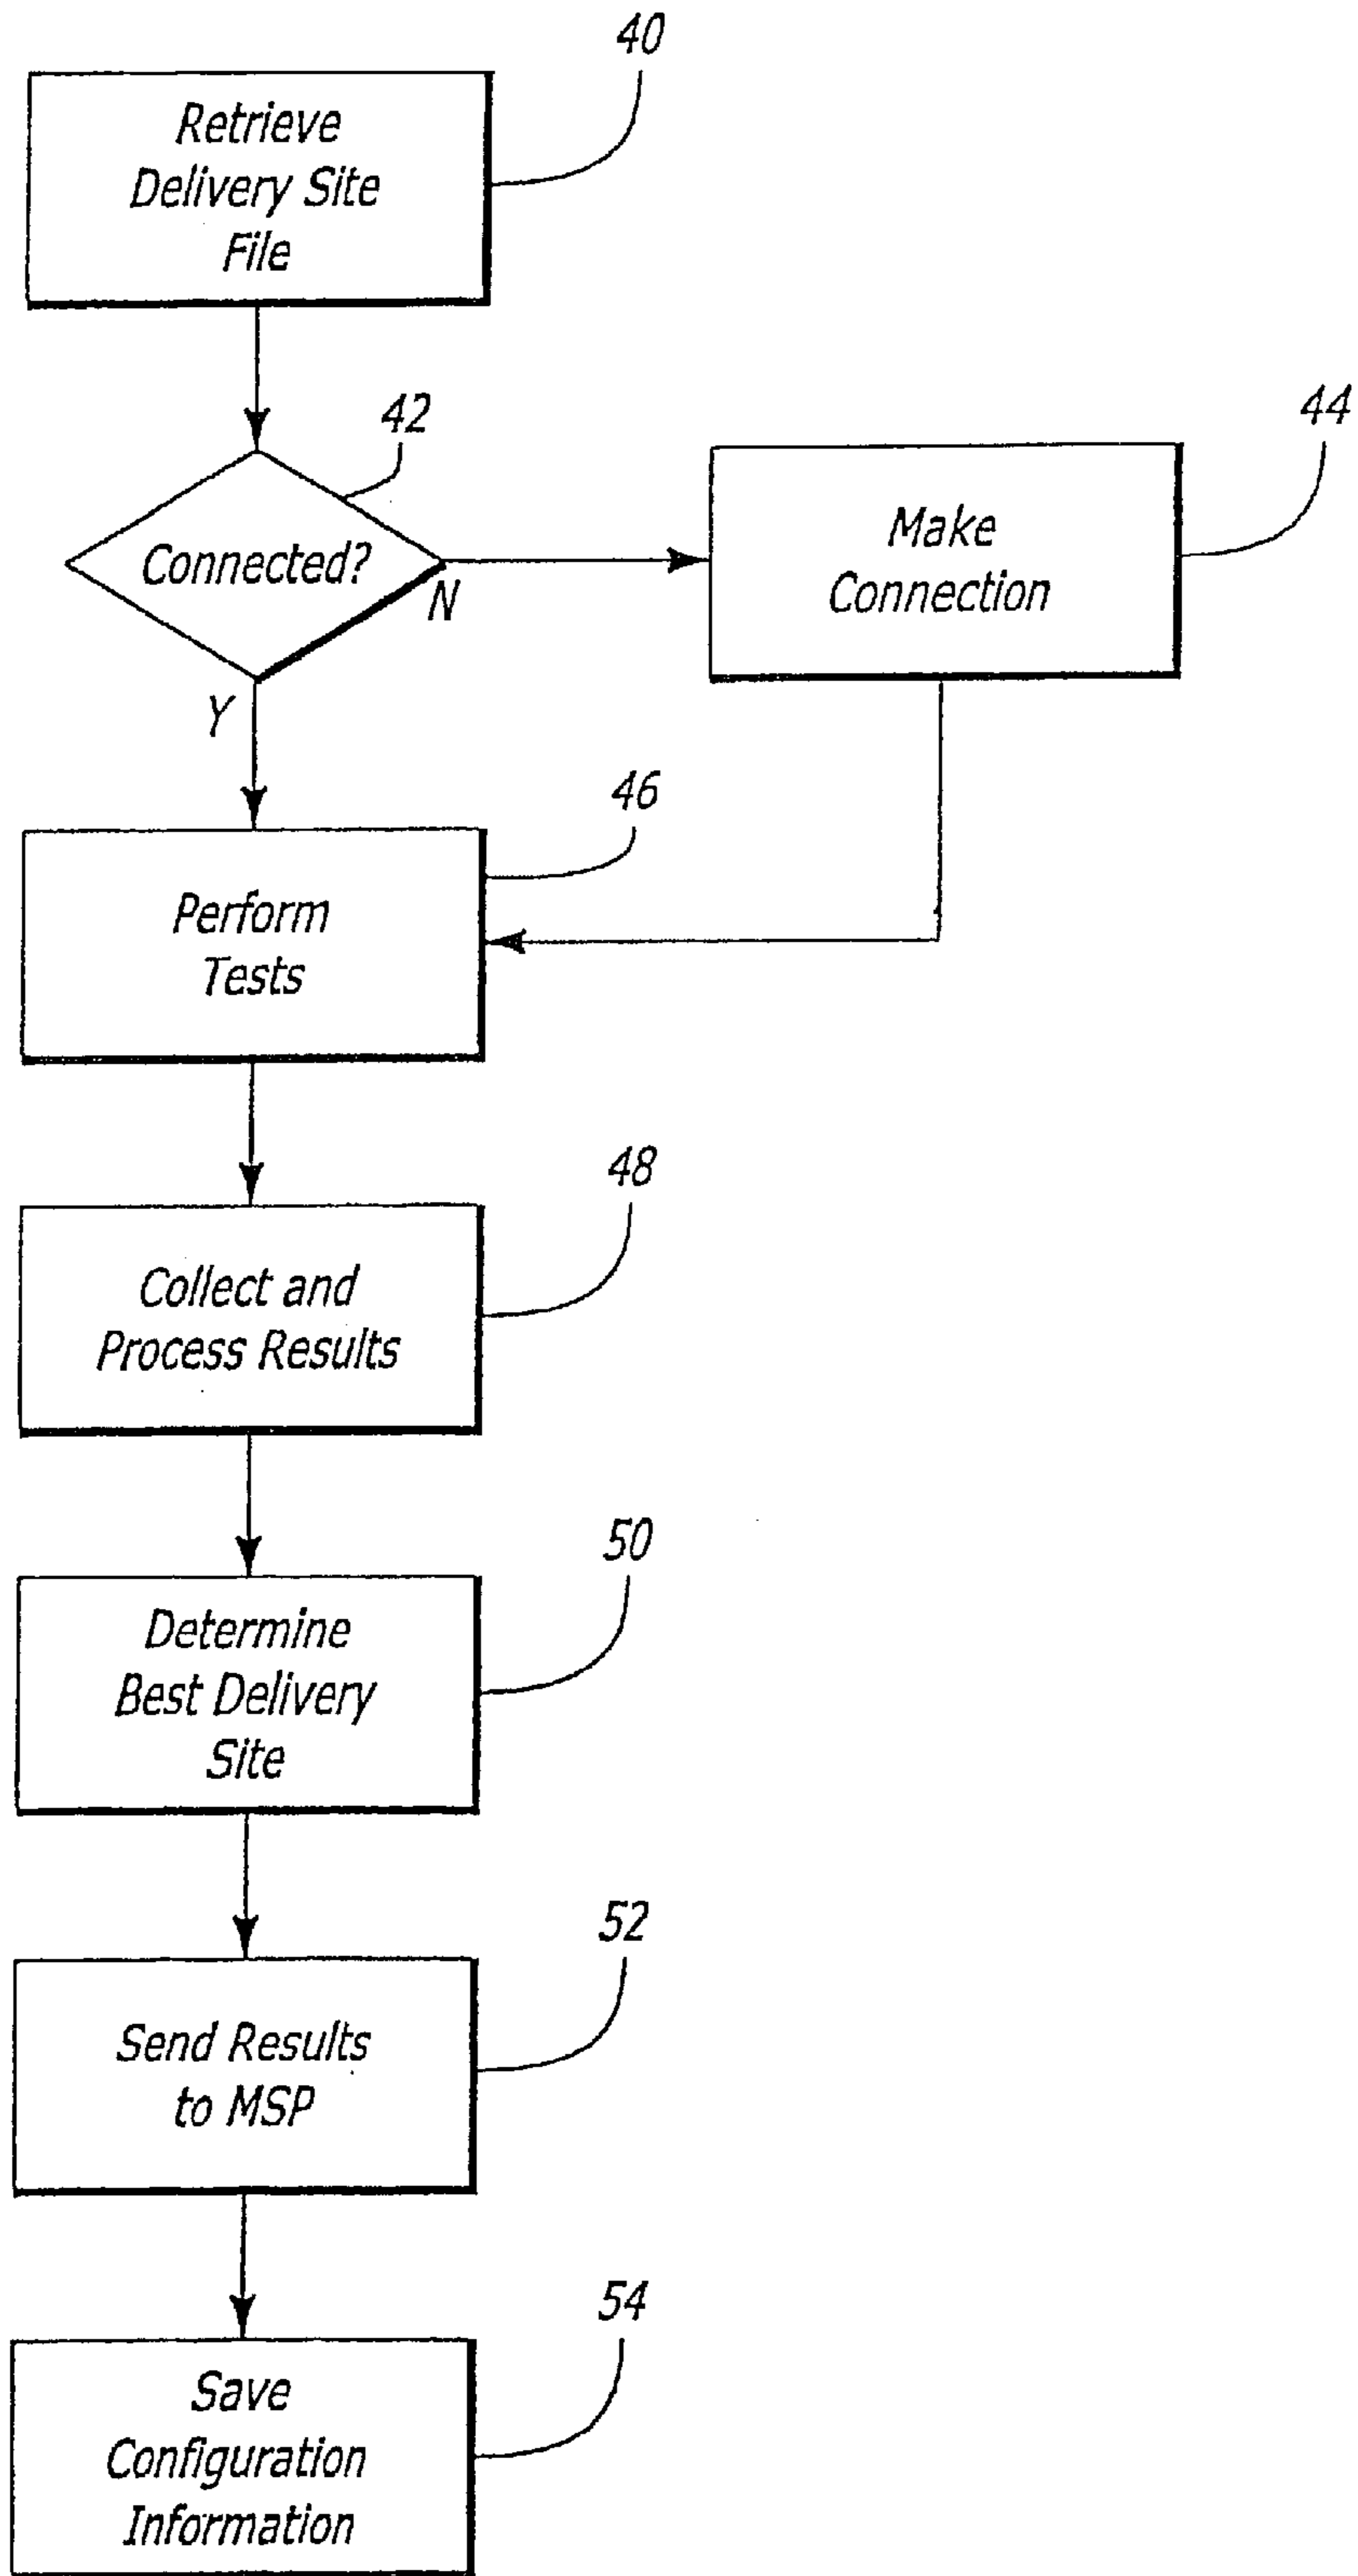 40
Retrieve
Delivery Site
File
42
44
Connected?
N
Make
Connection
Y
46
Perform
Tests
48
Collect and
Process Results
50
Determine
Best Delivery
Site
52
Send Results
to MSP
54
Save
Configuration
Information